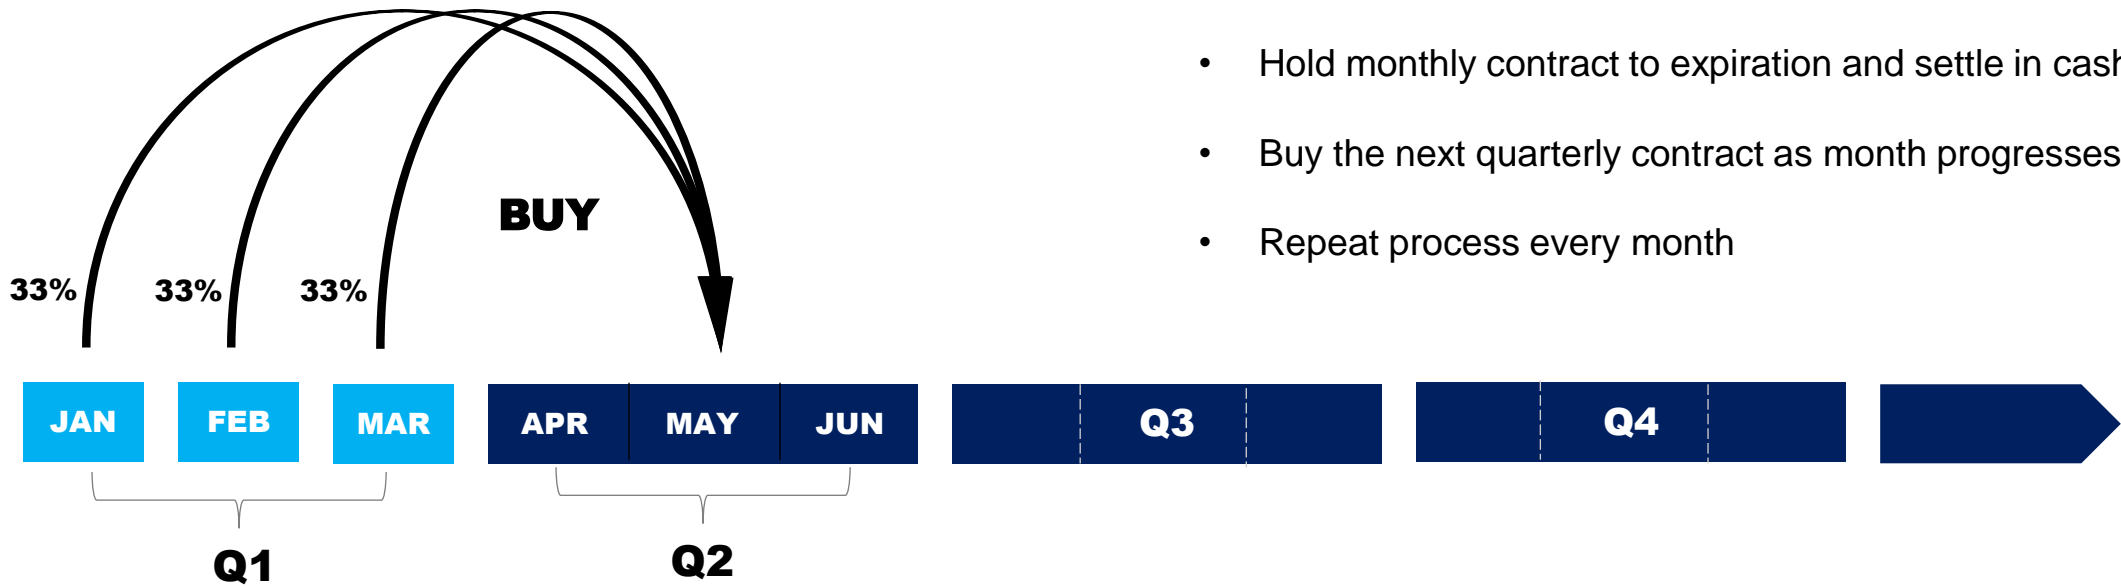 • Hold monthly contract to expiration and settle in cash
• Buy the next quarterly contract as month progresses
• Repeat process every month
BUY
33% 33% 33%
JAN FEB MAR APR MAY JUN Q3 Q4
Q1 Q2